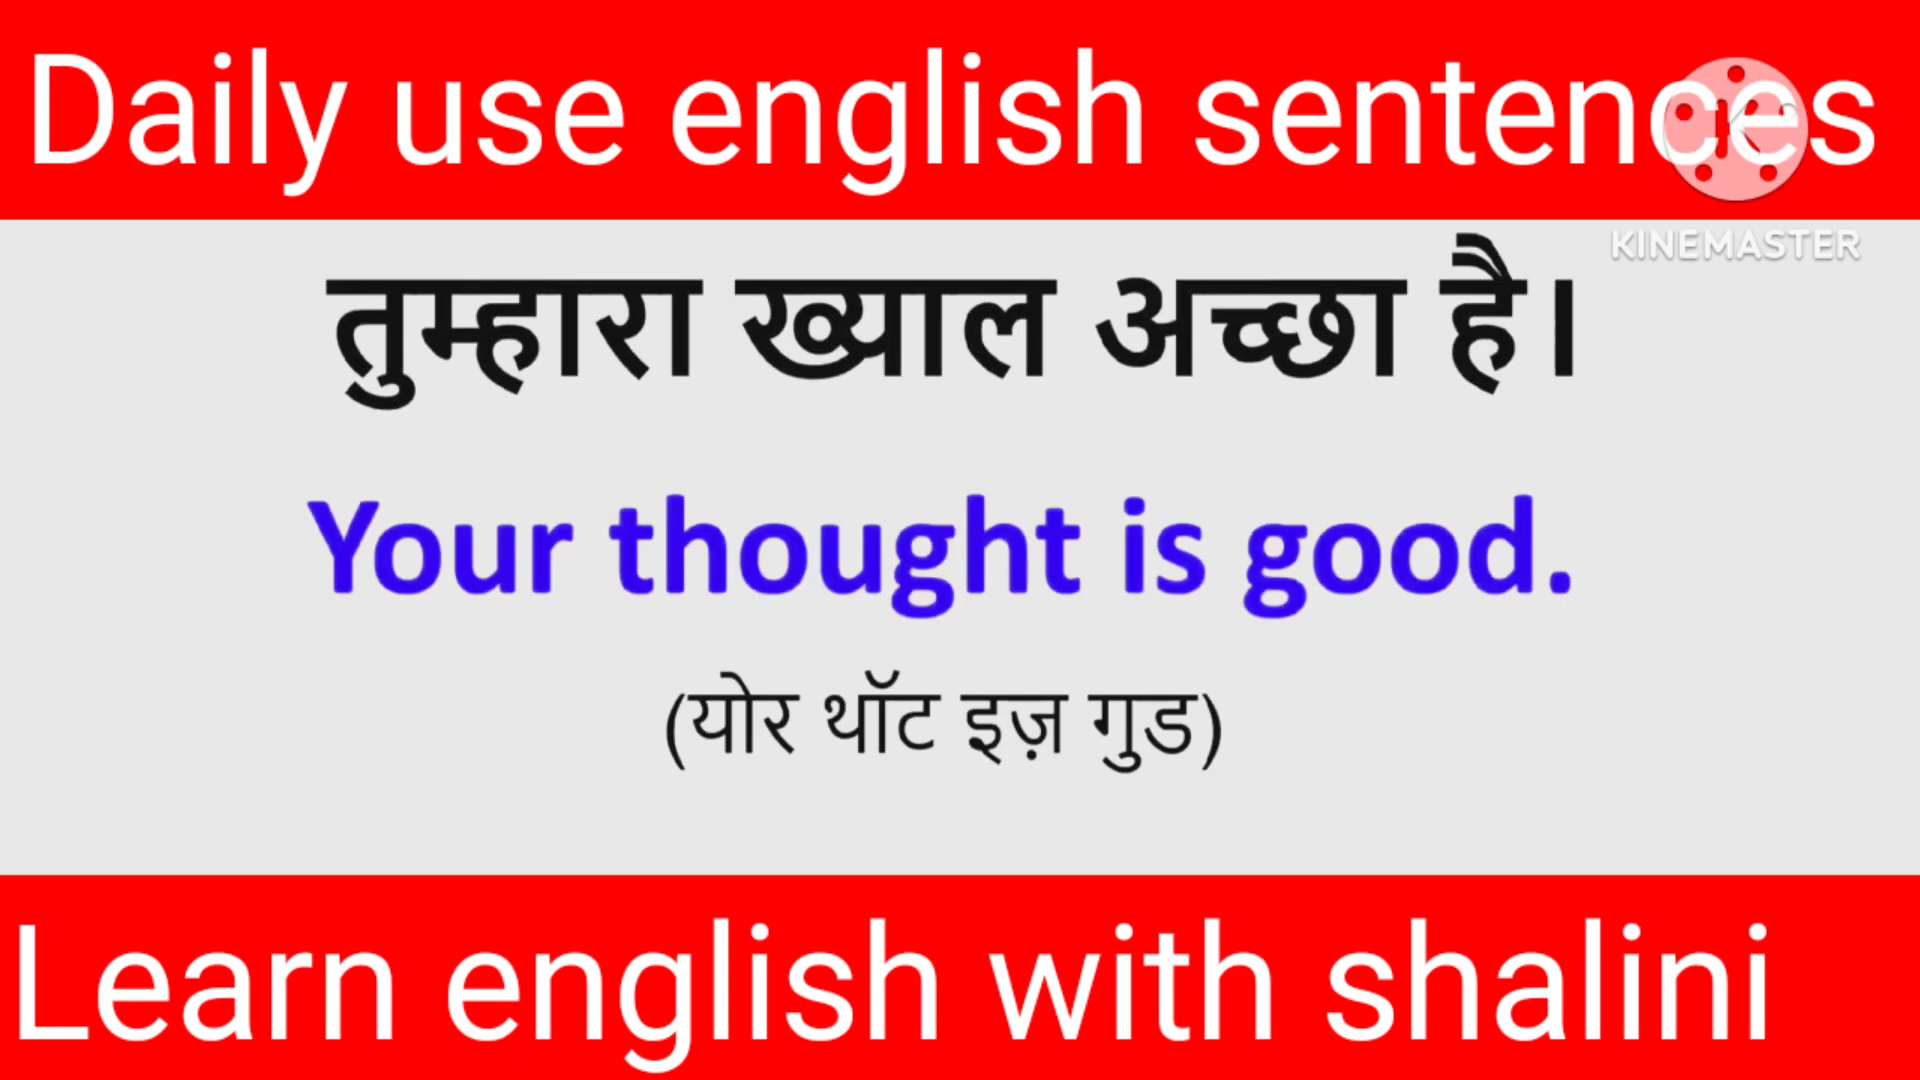 Daily use english sentences
KINEMASTER
तुम्हारा ख्याल अच्छा है।
Your thought is good.
(योर थॉट इज़ गुड)
Learn english with shalini